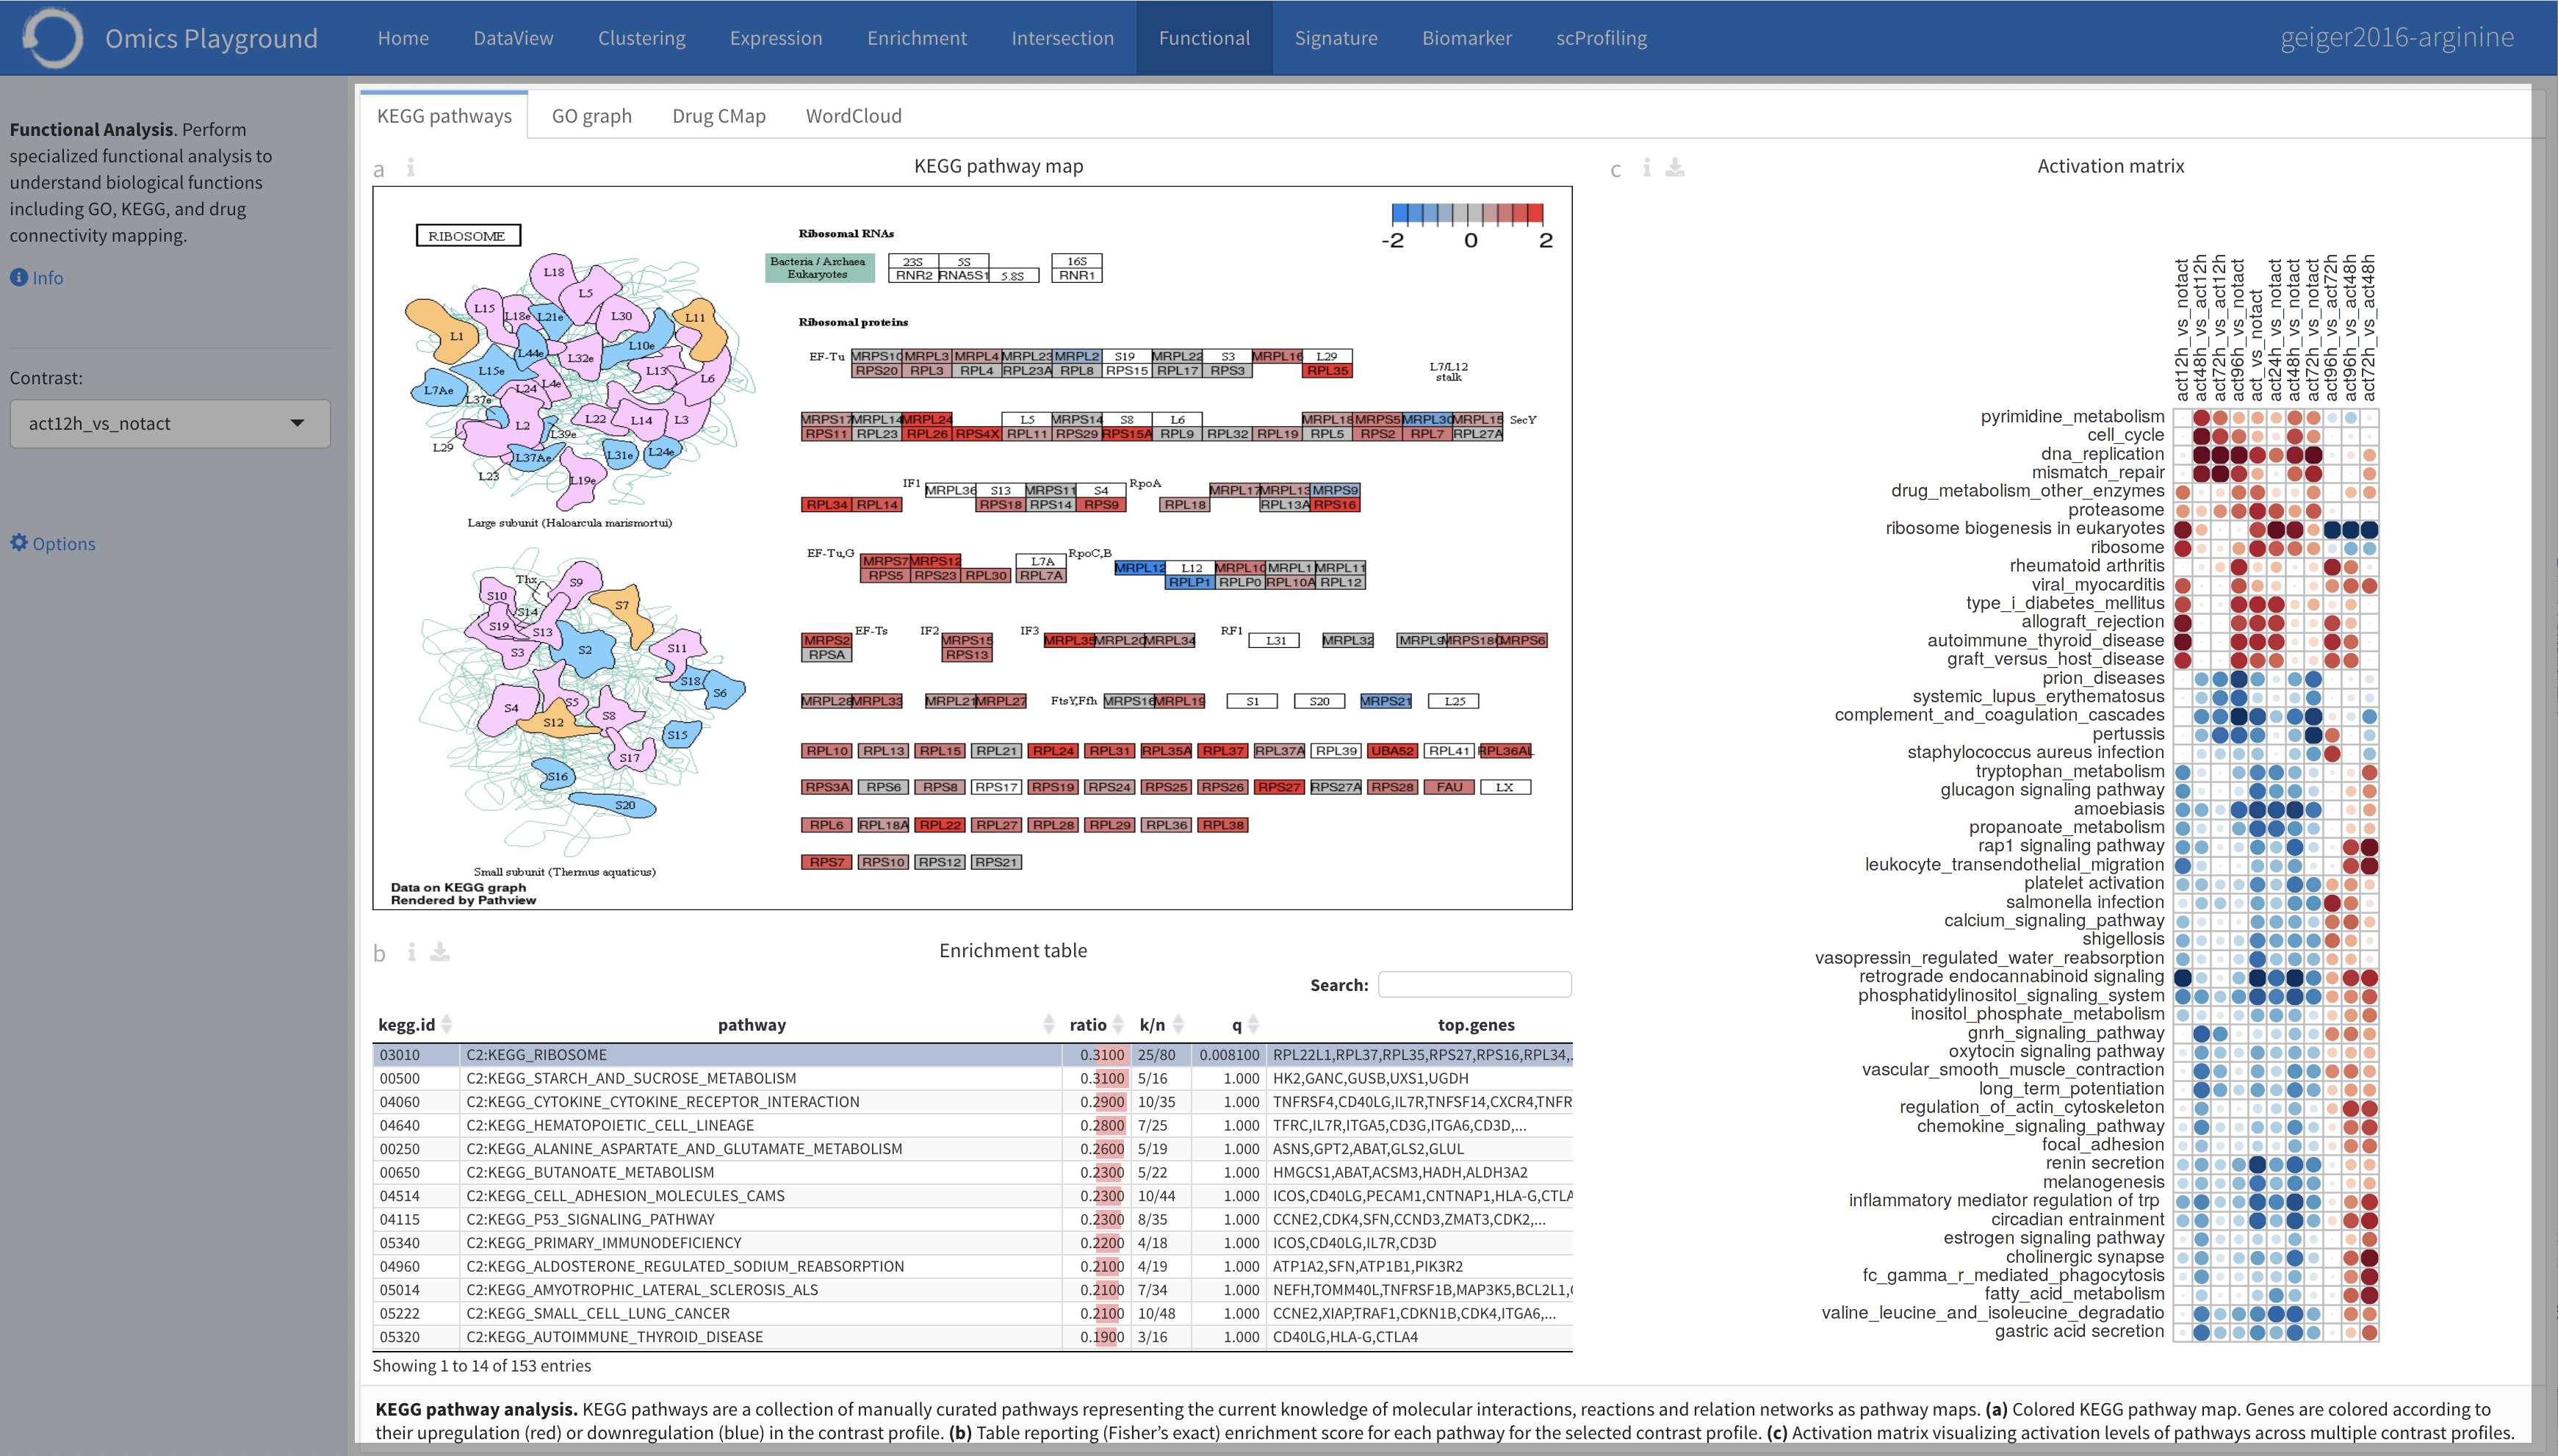 Omics Playground
Home DataView Clustering Expression Enrichment Intersection Functional Signature Biomarker scProfiling
geiger2016-arginine
Functional Analysis. Perform
specialized functional analysis to
understand biological functions
including GO, KEGG, and drug
connectivity mapping.
Info
Contrast:
act12h_vs_notact
Options
KEGG pathways GO graph Drug CMap WordCloud
a i KEGG pathway map
RIBOSOME
L18
L5
L15
L18e
L21e
L30
L11
L1
L44e
L32e
L10e
L15e
L13
L6
L7Ae
L37e
L24
L4e
L22
L14
L3
L2
L39e
L29
L37Ae
L31e
L24e
L23
L19e
Large subunit (Haloarcula marismortui)
Thx
S9
S10
S14
S7
S19
S13
S3
S2
S11
S18
S6
S4
S5
S12
S8
S15
S17
S16
S20
Small subunit (Thermus aquaticus)
Data on KEGG graph
Rendered by Pathview
-2 0 2
Ribosomal RNAs
Bacteria / Archaea 23S 5S 16S
Eukaryotes RNR2 RNA5S1 5.8S RNR1
Ribosomal proteins
EF-Tu MRPS10 MRPL3 MRPL4 MRPL23 MRPL2 S19 MRPL22 S3 MRPL16 L29
RPS20 RPL3 RPL4 RPL23A RPL8 RPS15 RPL17 RPS3 RPL35
L7/L12
stalk
MRPS17 MRPL14 MRPL24 L5 MRPS14 S8 L6 MRPL18 MRPS5 MRPL30 MRPL15 SecY
RPS11 RPL23 RPL26 RPS4X RPL11 RPS29 RPS15A RPL9 RPL32 RPL19 RPL5 RPS2 RPL7 RPL27A
IF1 MRPL36 S13 MRPS11 S4 RpoA MRPL17 MRPL13 MRPS9
RPL34 RPL14 RPS18 RPS14 RPS9 RPL18 RPL13A RPS16
EF-Tu,G MRPS7 MRPS12 L7A RpoC,B MRPL12 L12 MRPL10 MRPL1 MRPL11
RPS5 RPS23 RPL30 RPL7A RPLP1 RPLP0 RPL10A RPL12
MRPS2 EF-Ts IF2 MRPS15 IF3 MRPL35 MRPL20 MRPL34 RF1 L31 MRPL32 MRPL9 MRPS18C MRPS6
RPSA RPS13
MRPL28 MRPL33 MRPL21 MRPL27 FtsY,Ffh MRPS16 MRPL19 S1 S20 MRPS21 L25
RPL10 RPL13 RPL15 RPL21 RPL24 RPL31 RPL35A RPL37 RPL37A RPL39 UBA52 RPL41 RPL36AL
RPS3A RPS6 RPS8 RPS17 RPS19 RPS24 RPS25 RPS26 RPS27 RPS27A RPS28 FAU LX
RPL6 RPL18A RPL22 RPL27 RPL28 RPL29 RPL36 RPL38
RPS7 RPS10 RPS12 RPS21
b i Enrichment table
Search:
kegg.id pathway ratio k/n q top.genes
03010 C2:KEGG_RIBOSOME 0.3100 25/80 0.008100 RPL22L1,RPL37,RPL35,RPS27,RPS16,RPL34,.
00500 C2:KEGG_STARCH_AND_SUCROSE_METABOLISM 0.3100 5/16 1.000 HK2,GANC,GUSB,UXS1,UGDH
04060 C2:KEGG_CYTOKINE_CYTOKINE_RECEPTOR_INTERACTION 0.2900 10/35 1.000 TNFRSF4,CD40LG,IL7R,TNFSF14,CXCR4,TNFR
04640 C2:KEGG_HEMATOPOIETIC_CELL_LINEAGE 0.2800 7/25 1.000 TFRC,IL7R,ITGA5,CD3G,ITGA6,CD3D,...
00250 C2:KEGG_ALANINE_ASPARTATE_AND_GLUTAMATE_METABOLISM 0.2600 5/19 1.000 ASNS,GPT2,ABAT,GLS2,GLUL
00650 C2:KEGG_BUTANOATE_METABOLISM 0.2300 5/22 1.000 HMGCS1,ABAT,ACSM3,HADH,ALDH3A2
04514 C2:KEGG_CELL_ADHESION_MOLECULES_CAMS 0.2300 10/44 1.000 ICOS,CD40LG,PECAM1,CNTNAP1,HLA-G,CTLA
04115 C2:KEGG_P53_SIGNALING_PATHWAY 0.2300 8/35 1.000 CCNE2,CDK4,SFN,CCND3,ZMAT3,CDK2,...
05340 C2:KEGG_PRIMARY_IMMUNODEFICIENCY 0.2200 4/18 1.000 ICOS,CD40LG,IL7R,CD3D
04960 C2:KEGG_ALDOSTERONE_REGULATED_SODIUM_REABSORPTION 0.2100 4/19 1.000 ATP1A2,SFN,ATP1B1,PIK3R2
05014 C2:KEGG_AMYOTROPHIC_LATERAL_SCLEROSIS_ALS 0.2100 7/34 1.000 NEFH,TOMM40L,TNFRSF1B,MAP3K5,BCL2L1,
05222 C2:KEGG_SMALL_CELL_LUNG_CANCER 0.2100 10/48 1.000 CCNE2,XIAP,TRAF1,CDKN1B,CDK4,ITGA6,...
05320 C2:KEGG_AUTOIMMUNE_THYROID_DISEASE 0.1900 3/16 1.000 CD40LG,HLA-G,CTLA4
Showing 1 to 14 of 153 entries
c i Activation matrix
act12h_vs_notact
act48h_vs_act12h
act72h_vs_act12h
act96h_vs_notact
act_vs_notact
act24h_vs_notact
act48h_vs_notact
act72h_vs_notact
act96h_vs_act72h
act96h_vs_act48h
act72h_vs_act48h
pyrimidine_metabolism
cell_cycle
dna_replication
mismatch_repair
drug_metabolism_other_enzymes
proteasome
ribosome biogenesis in eukaryotes
ribosome
rheumatoid arthritis
viral_myocarditis
type_i_diabetes_mellitus
allograft_rejection
autoimmune_thyroid_disease
graft_versus_host_disease
prion_diseases
systemic_lupus_erythematosus
complement_and_coagulation_cascades
pertussis
staphylococcus aureus infection
tryptophan_metabolism
glucagon signaling pathway
amoebiasis
propanoate_metabolism
rap1 signaling pathway
leukocyte_transendothelial_migration
platelet activation
salmonella infection
calcium_signaling_pathway
shigellosis
vasopressin_regulated_water_reabsorption
retrograde endocannabinoid signaling
phosphatidylinositol_signaling_system
inositol_phosphate_metabolism
gnrh_signaling_pathway
oxytocin signaling pathway
vascular_smooth_muscle_contraction
long_term_potentiation
regulation_of_actin_cytoskeleton
chemokine_signaling_pathway
focal_adhesion
renin secretion
melanogenesis
inflammatory mediator regulation of trp
circadian entrainment
estrogen signaling pathway
cholinergic synapse
fc_gamma_r_mediated_phagocytosis
fatty_acid_metabolism
valine_leucine_and_isoleucine_degradatio
gastric acid secretion
KEGG pathway analysis. KEGG pathways are a collection of manually curated pathways representing the current knowledge of molecular interactions, reactions and relation networks as pathway maps. (a) Colored KEGG pathway map. Genes are colored according to
their upregulation (red) or downregulation (blue) in the contrast profile. (b) Table reporting (Fisher's exact) enrichment score for each pathway for the selected contrast profile. (c) Activation matrix visualizing activation levels of pathways across multiple contrast profiles.